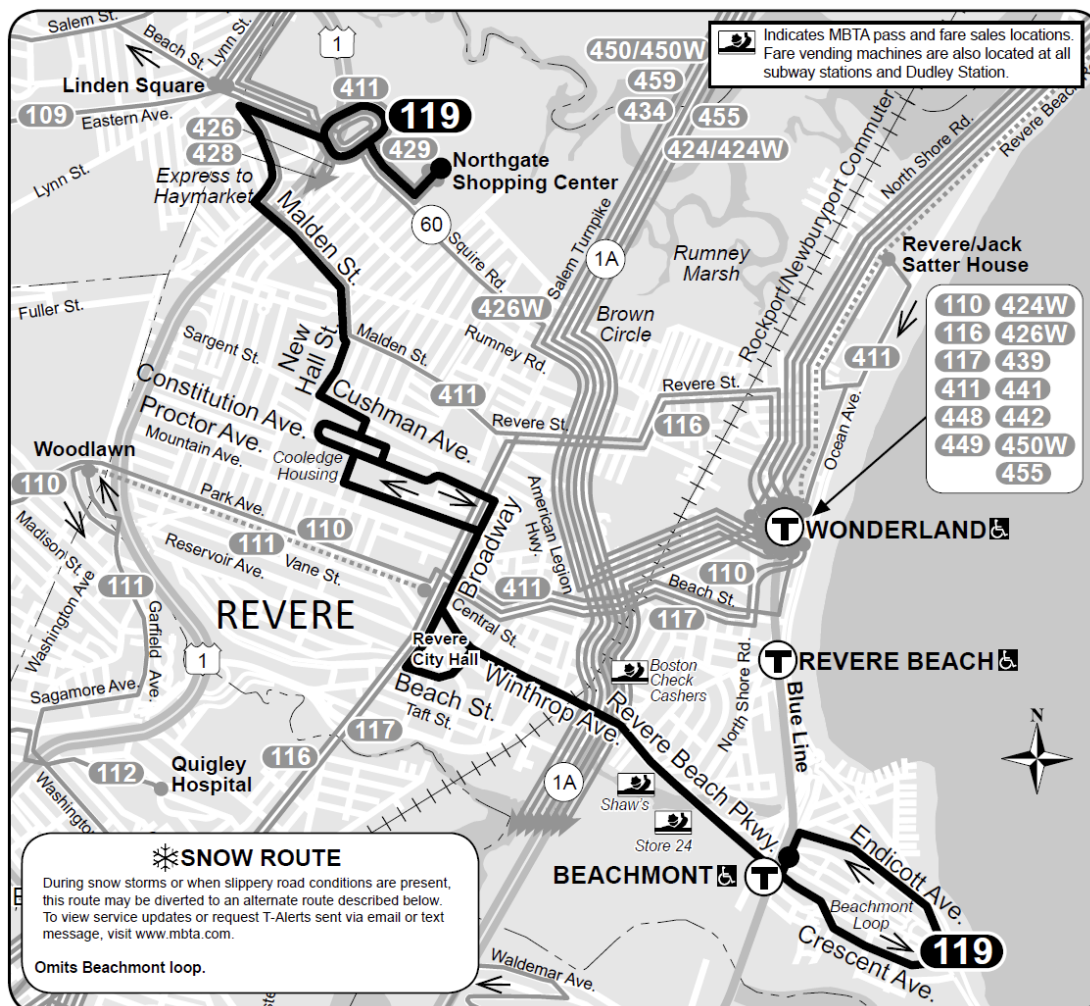 Indicates MBTA pass and fare sales locations.
Fare vending machines are also located at all
subway stations and Dudley Station.
Salem St.
Beach St.
Lynn St.
1
450/450W
459
434
455
424/424W
Linden Square
411
119
109
Eastern Ave.
426
428
429
Express to
Haymarket
Northgate
Shopping Center
Lynn St.
Malden St.
60
Squire Rd.
Salem Turnpike
1A
Rumney
Marsh
Rockport/Newburyport Commuter
North Shore Rd.
Revere Beach
Revere/Jack
Satter House
110
424W
116
426W
117
439
411
441
448
442
449
450W
455
Fuller St.
426W
Brown
Circle
Sargent St.
New
Hall St.
Malden St.
Rumney Rd.
411
Ocean Ave.
411
Revere St.
116
Constitution Ave.
Proctor Ave.
Cushman Ave.
Revere St.
Mountain Ave.
Cooledge
Housing
Woodlawn
110
Park Ave.
110
111
Vane St.
Reservoir Ave.
Madison St.
Washington Ave
111
Garfield Ave.
Broadway
American Legion
Hwy.
T
WONDERLAND
110
Beach St.
411
117
Central St.
REVERE
1
Revere
City Hall
Beach St.
Taft St.
Winthrop Ave.
Boston
Check
Cashers
North Shore Rd.
T
REVERE BEACH
Blue Line
Revere Beach Pkwy.
Sagamore Ave.
117
116
112
Quigley
Hospital
Washington
1A
Shaw's
Store 24
N
BEACHMONT
T
Endicott Ave.
Beachmont
Loop
Crescent Ave.
119
Waldemar Ave.
SNOW ROUTE
During snow storms or when slippery road conditions are present,
this route may be diverted to an alternate route described below.
To view service updates or request T-Alerts sent via email or text
message, visit www.mbta.com.
Omits Beachmont loop.